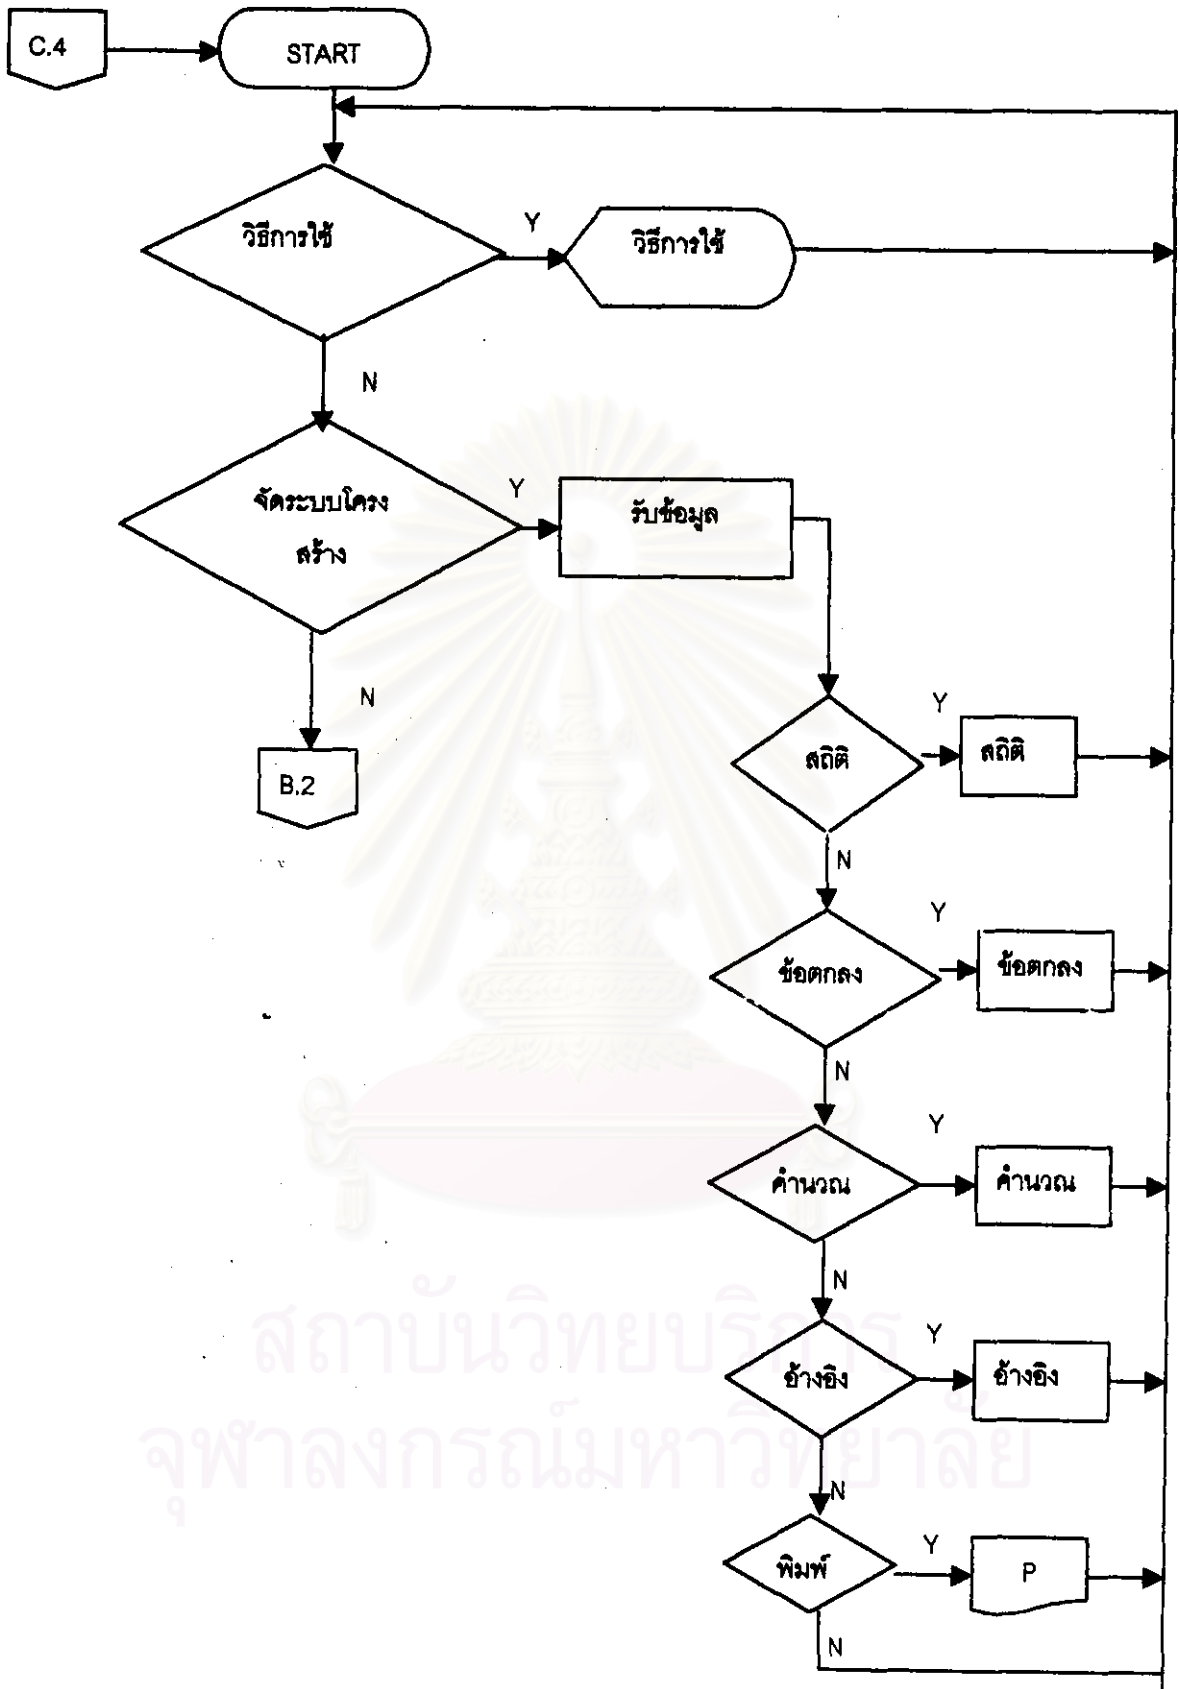 C.4
START
วิธีการใช้
Y
วิธีการใช้
N
จัดระบบโครง
สร้าง
Y
รับข้อมูล
N
B.2
สถิติ
Y
สถิติ
N
ข้อตกลง
Y
ข้อตกลง
N
คำนวณ
Y
คำนวณ
N
อ้างอิง
Y
อ้างอิง
N
พิมพ์
Y
P
N
สถาบันวิทยบริการ
จุฬาลงกรณ์มหาวิทยาลัย